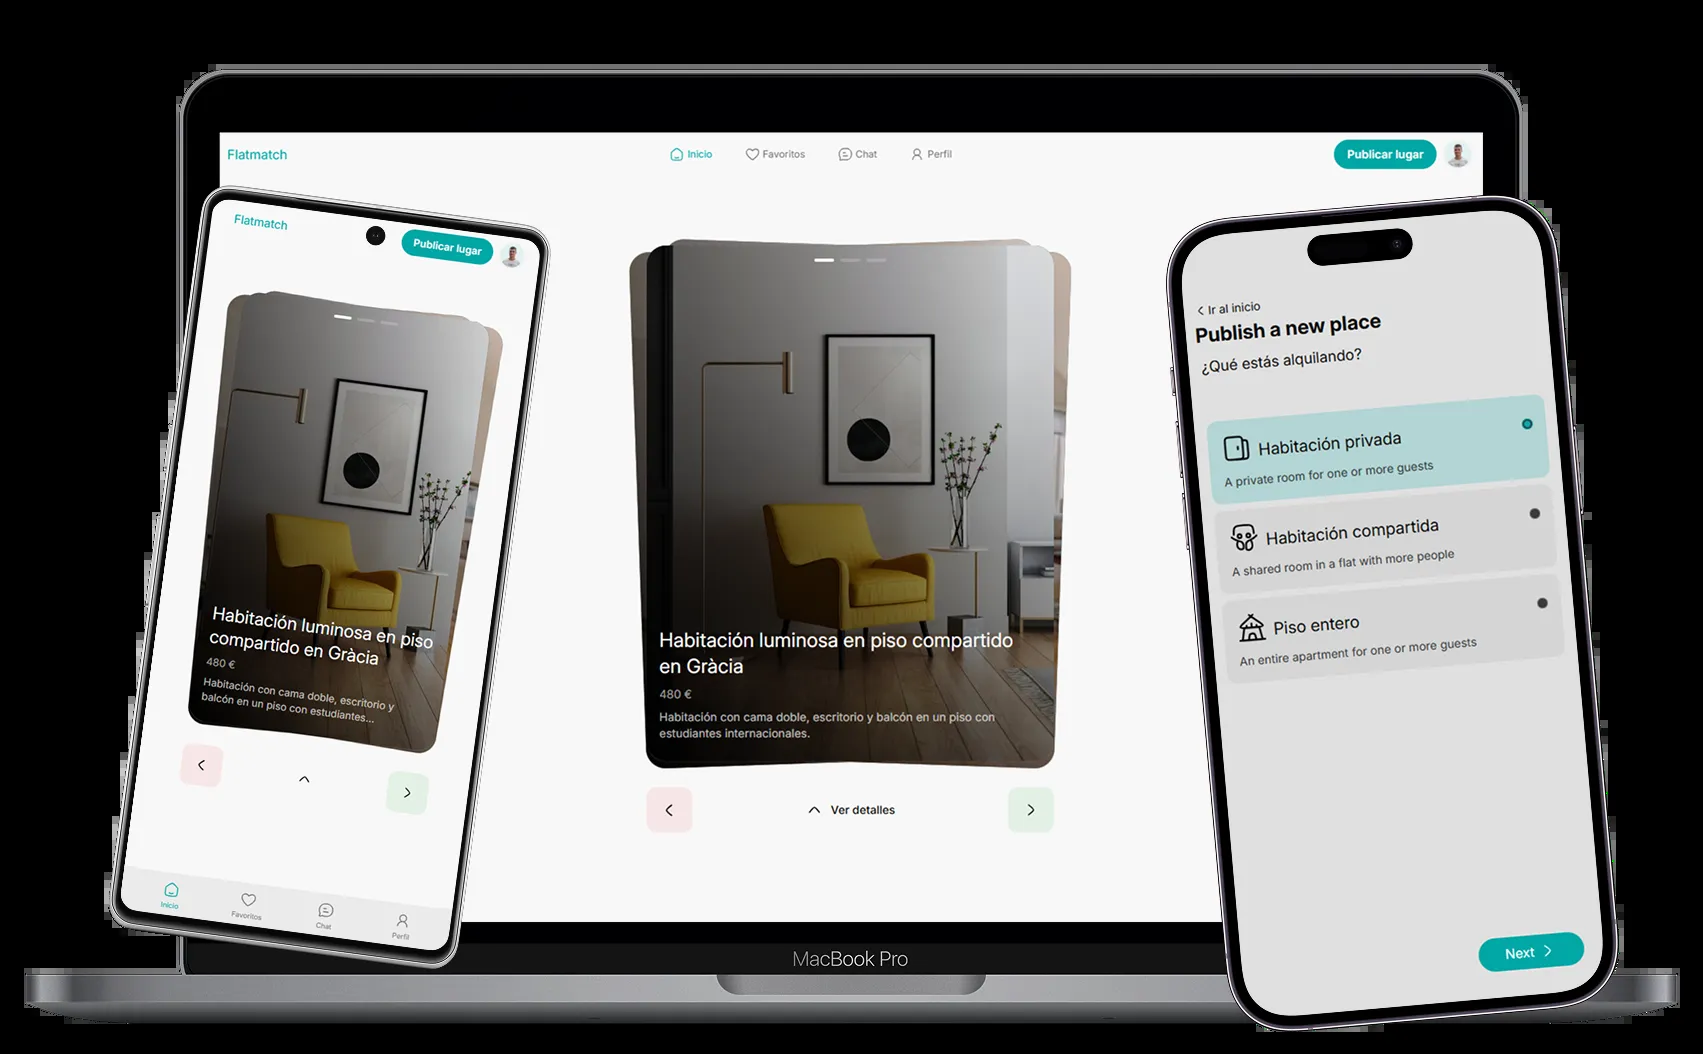 Flatmatch
Inicio
Favoritos
Chat
Perfil
Publicar lugar
Flatmatch
Publicar lugar
Habitación luminosa en piso
compartido en Gràcia
480 €
Habitación con cama doble, escritorio y
balcón en un piso con estudiantes...
Inicio
Favoritos
Chat
Perfil
Habitación luminosa en piso compartido
en Gràcia
480 €
Habitación con cama doble, escritorio y balcón en un piso con
estudiantes internacionales.
Ver detalles
MacBook Pro
Ir al inicio
Publish a new place
¿Qué estás alquilando?
Habitación privada
A private room for one or more guests
Habitación compartida
A shared room in a flat with more people
Piso entero
An entire apartment for one or more guests
Next